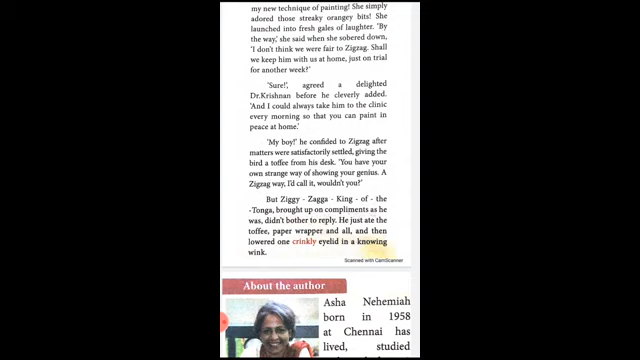 my new technique of painting! She simply
adored those streaky orangey bits! She
launched into fresh gales of laughter. 'By
the way,' she said when she sobered down,
'I don't think we were fair to Zigzag. Shall
we keep him with us at home, just on trial
for another week?'
'Sure!', agreed a delighted
Dr.Krishnan before he cleverly added.
'And I could always take him to the clinic
every morning so that you can paint in
peace at home.'
'My boy!' he confided to Zigzag after
matters were satisfactorily settled, giving the
bird a toffee from his desk. 'You have your
own strange way of showing your genius. A
Zigzag way, I'd call it, wouldn't you?'
But Ziggy - Zagga - King - of - the
-Tonga, brought up on compliments as he
was, didn't bother to reply. He just ate the
toffee, paper wrapper and all, and then
lowered one crinkly eyelid in a knowing
wink.
Scanned with CamScanner
About the author
Asha Nehemiah
born in 1958
at Chennai has
lived, studied